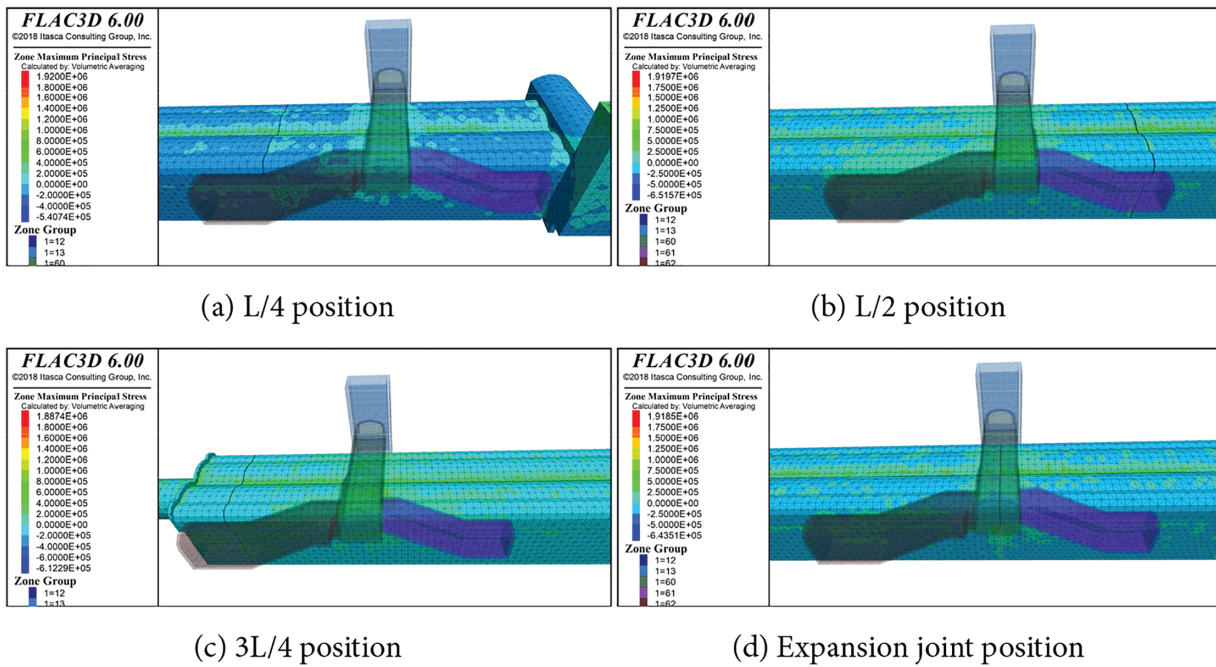 FLAC3D 6.00
©2018 Itasca Consulting Group, Inc.
Zone Maximum Principal Stress
Calculated by: Volumetric Averaging
1.9200E+06
1.8000E+06
1.6000E+06
1.4000E+06
1.2000E+06
1.0000E+06
8.0000E+05
6.0000E+05
4.0000E+05
2.0000E+05
0.0000E+00
-2.0000E+05
-4.0000E+05
-5.4074E+05
Zone Group
1=12
1=13
1=60
(a) L/4 position
FLAC3D 6.00
©2018 Itasca Consulting Group, Inc.
Zone Maximum Principal Stress
Calculated by: Volumetric Averaging
1.9197E+06
1.7500E+06
1.5000E+06
1.2500E+06
1.0000E+06
7.5000E+05
5.0000E+05
2.5000E+05
0.0000E+00
-2.5000E+05
-5.0000E+05
-6.5157E+05
Zone Group
1=12
1=13
1=60
1=61
1=62
(b) L/2 position
FLAC3D 6.00
©2018 Itasca Consulting Group, Inc.
Zone Maximum Principal Stress
Calculated by: Volumetric Averaging
1.8874E+06
1.8000E+06
1.6000E+06
1.4000E+06
1.2000E+06
1.0000E+06
8.0000E+05
6.0000E+05
4.0000E+05
2.0000E+05
0.0000E+00
-2.0000E+05
-4.0000E+05
-6.0000E+05
-6.1229E+05
Zone Group
1=12
1=13
(c) 3L/4 position
FLAC3D 6.00
©2018 Itasca Consulting Group, Inc.
Zone Maximum Principal Stress
Calculated by: Volumetric Averaging
1.9185E+06
1.7500E+06
1.5000E+06
1.2500E+06
1.0000E+06
7.5000E+05
5.0000E+05
2.5000E+05
0.0000E+00
-2.5000E+05
-5.0000E+05
-6.4351E+05
Zone Group
1=12
1=13
1=60
1=61
1=62
(d) Expansion joint position